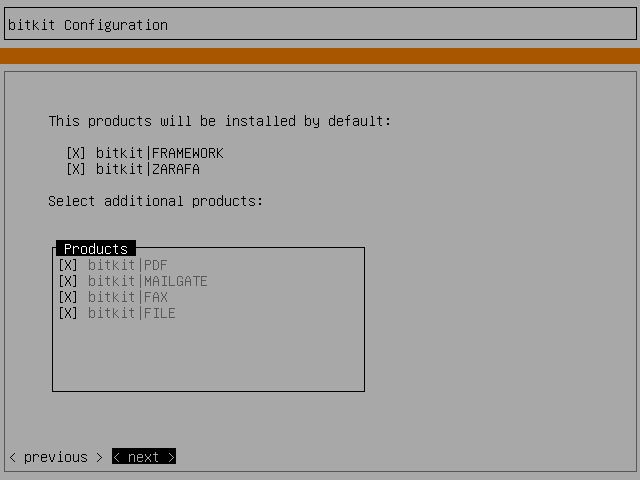 bitkit Configuration
This products will be installed by default:
[X] bitkit|FRAMEWORK
[X] bitkit|ZARAFA
Select additional products:
Products
[X] bitkit|PDF
[X] bitkit|MAILGATE
[X] bitkit|FAX
[X] bitkit|FILE
< previous > < next >